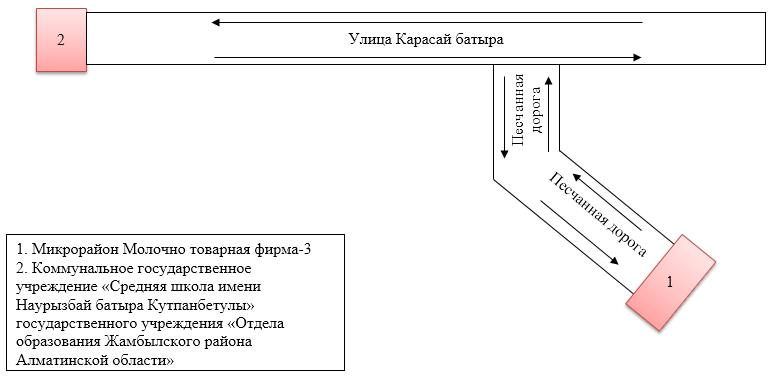 2
Улица Карасай батыра
Песчанная
дорога
Песчанная дорога
1
1. Микрорайон Молочно товарная фирма-3
2. Коммунальное государственное
учреждение «Средняя школа имени
Наурызбай батыра Кутпанбетулы»
государственного учреждения «Отдела
образования Жамбылского района
Алматинской области»